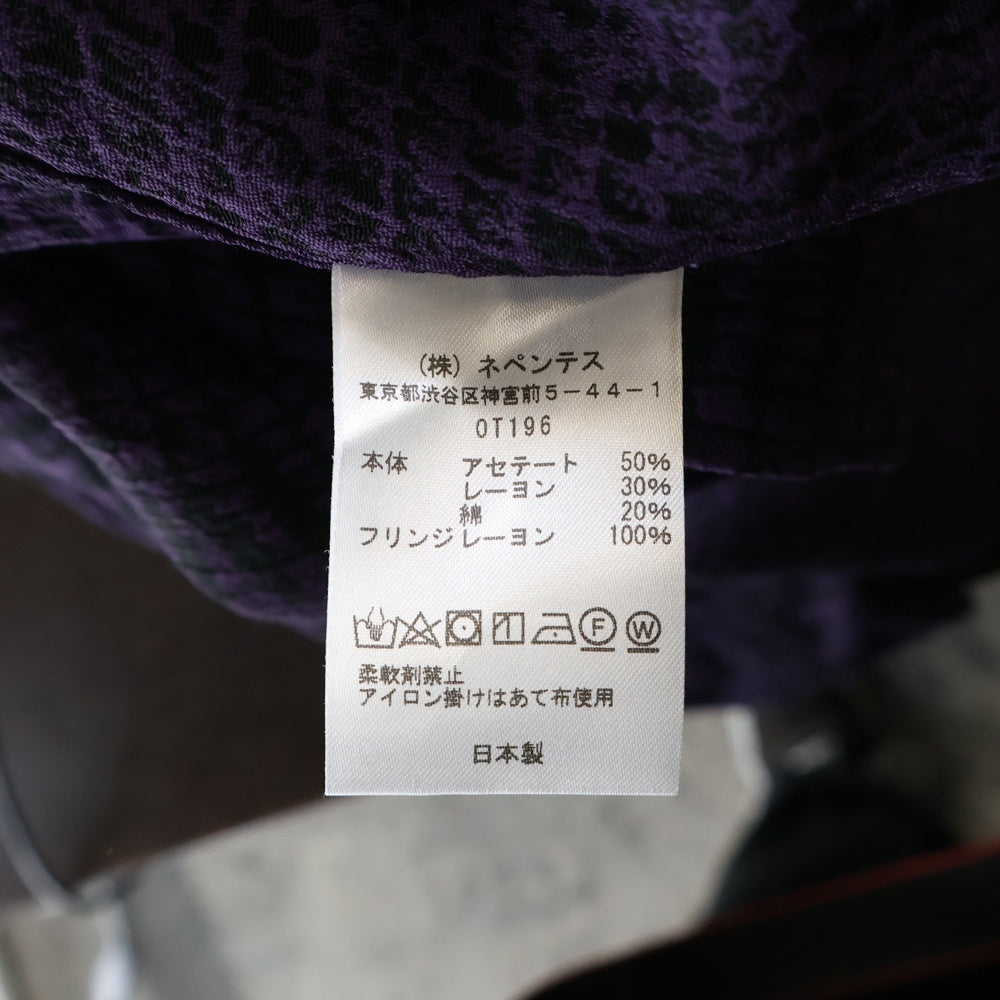 (株) ネペンテス
東京都渋谷区神宮前5-44-1
OT196
本体 アセテート 50%
レーヨン 30%
綿 20%
フリンジレーヨン 100%
F W
柔軟剤禁止
アイロン掛けはあて布使用
日本製